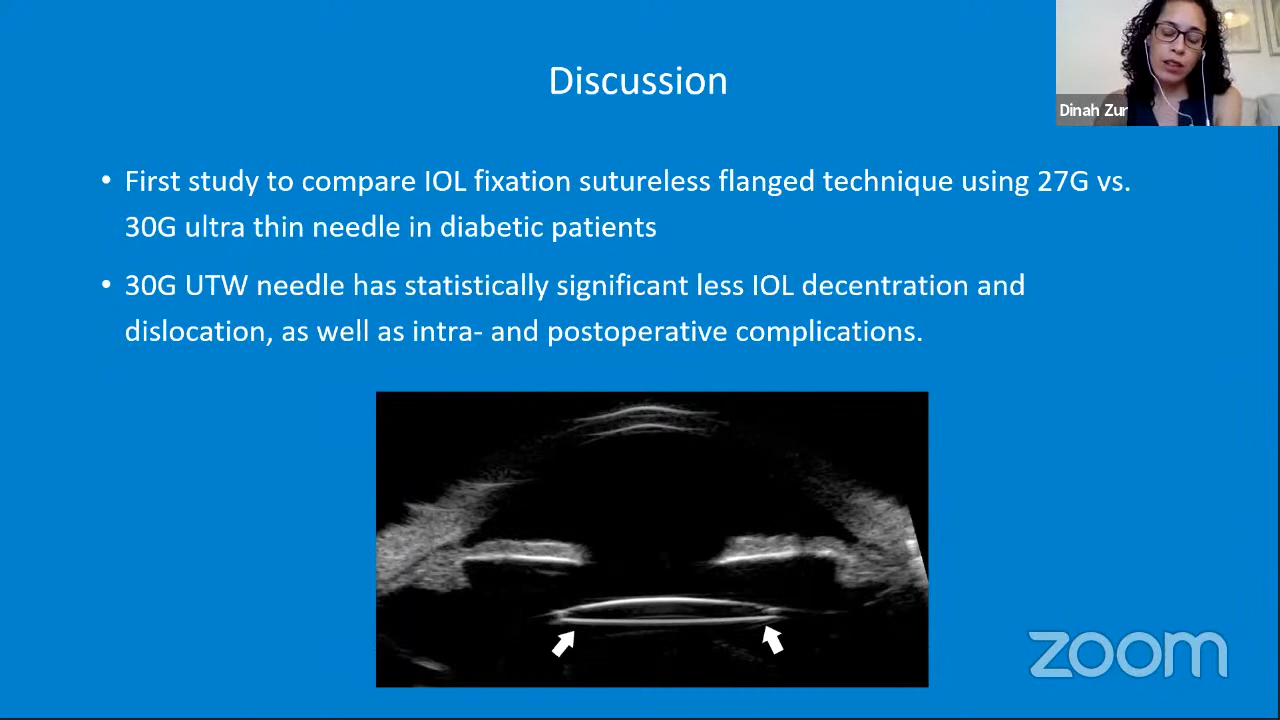 Discussion
Dinah Zur
• First study to compare IOL fixation sutureless flanged technique using 27G vs.
30G ultra thin needle in diabetic patients
• 30G UTW needle has statistically significant less IOL decentration and
dislocation, as well as intra- and postoperative complications.
zoom